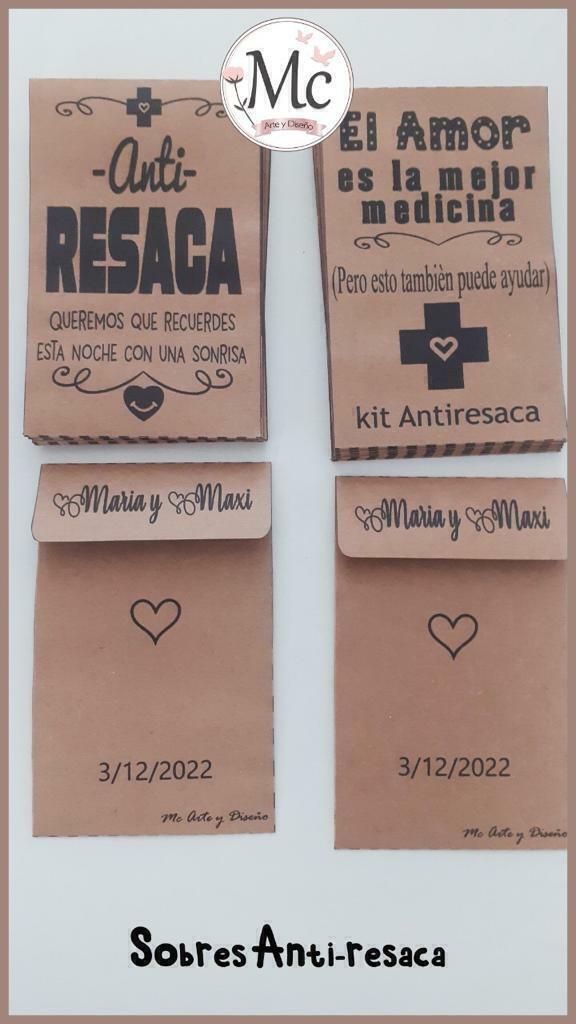 Mc
Arte y Diseño
-Anti-
RESACA
QUEREMOS QUE RECUERDES
ESTA NOCHE CON UNA SONRISA
El Amor
es la mejor
medicina
(Pero esto tambièn puede ayudar)
kit Antiresaca
Maria y Maxi
3/12/2022
Mc Arte y Diseño
Maria y Maxi
3/12/2022
Mc Arte y Diseño
Sobres Anti-resaca